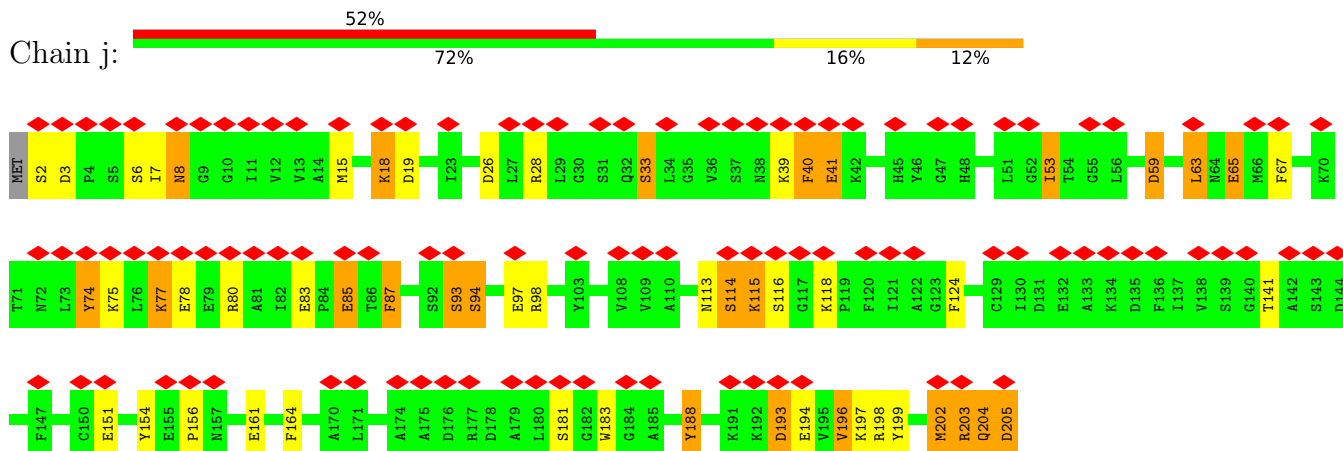 52%
Chain j:
72% 16% 12%
MET S2 D3 P4 S5 S6 I7 N8 G9 G10 I11 V12 V13 A14 M15 K18 D19 I23 D26 L27 R28 L29 G30 S31 Q32 S33 L34 G35 V36 S37 N38 K39 F40 E41 K42 H45 Y46 G47 H48 L51 G52 I53 T54 G55 L56 D59 L63 N64 E65 M66 F67 K70
T71 N72 L73 Y74 K75 L76 K77 E78 E79 R80 A81 I82 E83 P84 E85 T86 F87 S92 S93 S94 E97 R98 Y103 V108 V109 A110 N113 S114 K115 S116 G117 K118 P119 F120 I121 A122 G123 F124 C129 I130 D131 E132 A133 K134 D135 F136 I137 V138 S139 G140 T141 A142 S143 D144
F147 C150 E151 Y154 E155 P156 N157 E161 F164 A170 L171 A174 A175 D176 R177 D178 A179 L180 S181 G182 W183 G184 A185 Y188 K191 K192 D193 E194 V195 V196 K197 R198 Y199 M202 R203 Q204 D205